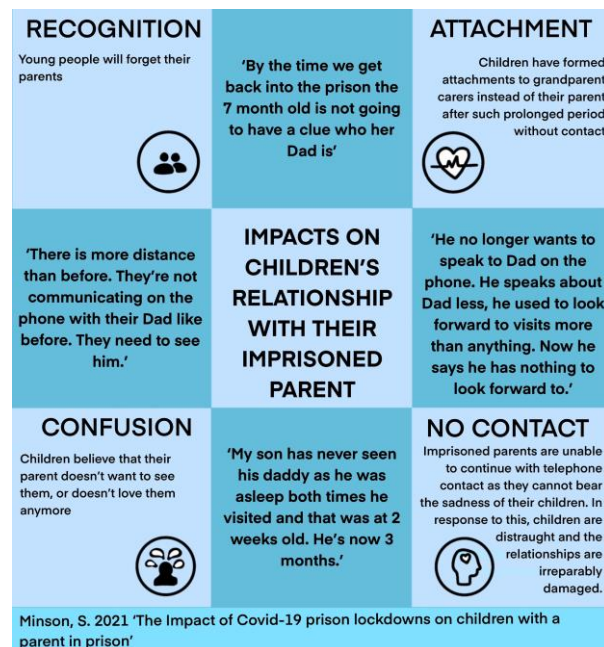 RECOGNITION
Young people will forget their
parents
‘By the time we get
back into the prison the
7 month old is not going
to have a clue who her
Dad is’
ATTACHMENT
Children have formed
attachments to grandparent
carers instead of their parent
after such prolonged period
without contact
‘There is more distance
than before. They’re not
communicating on the
phone with their Dad like
before. They need to see
him.’
IMPACTS ON
CHILDREN’S
RELATIONSHIP
WITH THEIR
IMPRISONED
PARENT
‘He no longer wants to
speak to Dad on the
phone. He speaks about
Dad less, he used to look
forward to visits more
than anything. Now he
says he has nothing to
look forward to.’
CONFUSION
Children believe that their
parent doesn’t want to see
them, or doesn’t love them
anymore
‘My son has never seen
his daddy as he was
asleep both times he
visited and that was at 2
weeks old. He’s now 3
months.’
NO CONTACT
Imprisoned parents are unable
to continue with telephone
contact as they cannot bear
the sadness of their children. In
response to this, children are
distraught and the
relationships are
irreparably
damaged.
Minson, S. 2021 ‘The Impact of Covid-19 prison lockdowns on children with a
parent in prison’